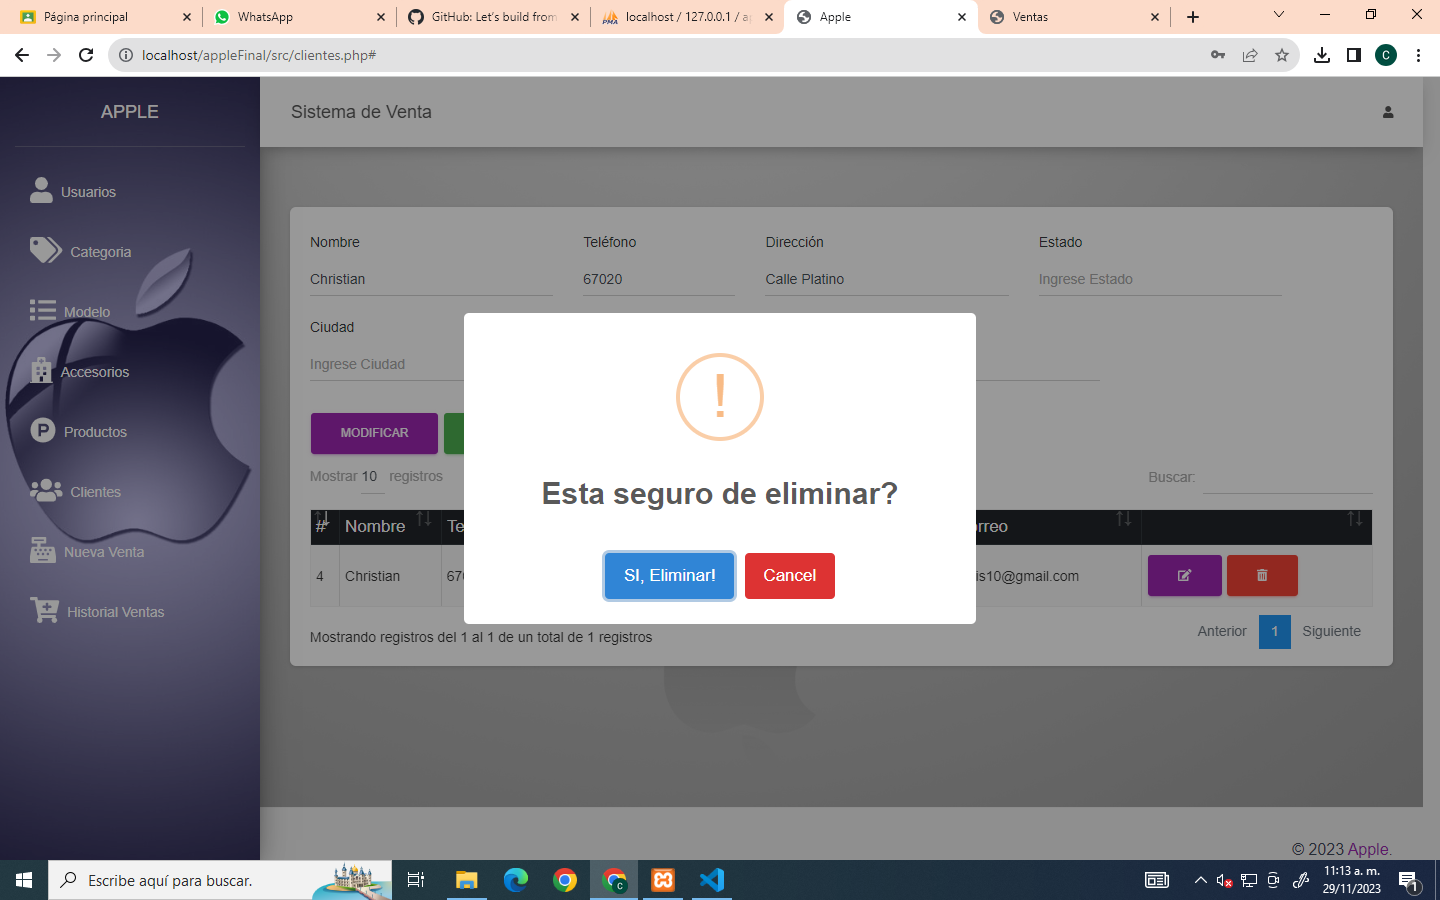 Página principal
WhatsApp
GitHub: Let's build from
localhost / 127.0.0.1 /
Apple
Ventas
localhost/appleFinal/src/clientes.php#
C
APPLE
Sistema de Venta
Usuarios
Categoria
Modelo
Accesorios
Productos
Clientes
Nueva Venta
Historial Ventas
Nombre Teléfono Dirección Estado
Christian 67020 Calle Platino Ingrese Estado
Ciudad
Ingrese Ciudad
!
Esta seguro de eliminar?
SI, Eliminar! Cancel
MODIFICAR
Mostrar 10 registros Buscar:
# Nombre
4 Christian is10@gmail.com
Mostrando registros del 1 al 1 de un total de 1 registros
Anterior 1 Siguiente
© 2023 Apple.
Escribe aquí para buscar.
11:13 a. m.
29/11/2023
1